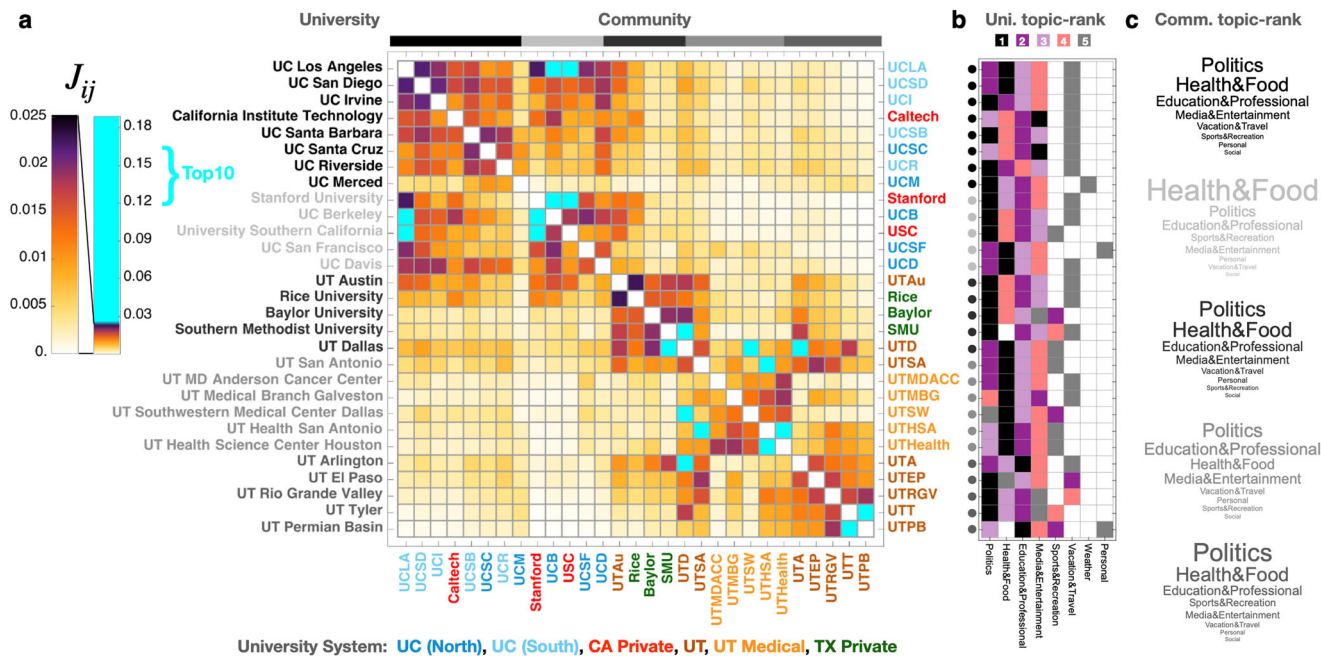 a University Community
b Uni. topic-rank
c Comm. topic-rank
1 2 3 4 5
J_ij
0.025
0.02
0.015
0.01
0.005
0.
0.18
0.15
0.12
0.09
0.06
0.03
Top10
UC Los Angeles UCLA
UC San Diego UCSD
UC Irvine UCI
California Institute Technology Caltech
UC Santa Barbara UCSB
UC Santa Cruz UCSC
UC Riverside UCR
UC Merced UCM
Stanford University Stanford
UC Berkeley UCB
University Southern California USC
UC San Francisco UCSF
UC Davis UCD
UT Austin UTAu
Rice University Rice
Baylor University Baylor
Southern Methodist University SMU
UT Dallas UTD
UT San Antonio UTSA
UT MD Anderson Cancer Center UTMDACC
UT Medical Branch Galveston UTMBG
UT Southwestern Medical Center Dallas UTSW
UT Health San Antonio UTHSA
UT Health Science Center Houston UTHealth
UT Arlington UTA
UT El Paso UTEP
UT Rio Grande Valley UTRGV
UT Tyler UTT
UT Permian Basin UTPB
UCLA
UCSD
UCI
Caltech
UCSB
UCSC
UCR
UCM
Stanford
UCB
USC
UCSF
UCD
UTAu
Rice
Baylor
SMU
UTD
UTSA
UTMDACC
UTMBG
UTSW
UTHSA
UTHealth
UTA
UTEP
UTRGV
UTT
UTPB
University System: UC (North), UC (South), CA Private, UT, UT Medical, TX Private
Politics
Health&Food
Education&Professional
Media&Entertainment
Sports&Recreation
Vacation&Travel
Weather
Personal
Politics
Health&Food
Education&Professional
Media&Entertainment
Vacation&Travel
Sports&Recreation
Personal
Social
Health&Food
Politics
Education&Professional
Sports&Recreation
Media&Entertainment
Personal
Vacation&Travel
Social
Politics
Health&Food
Education&Professional
Media&Entertainment
Vacation&Travel
Personal
Sports&Recreation
Social
Politics
Education&Professional
Health&Food
Media&Entertainment
Vacation&Travel
Personal
Sports&Recreation
Social
Politics
Health&Food
Education&Professional
Sports&Recreation
Media&Entertainment
Vacation&Travel
Personal
Social